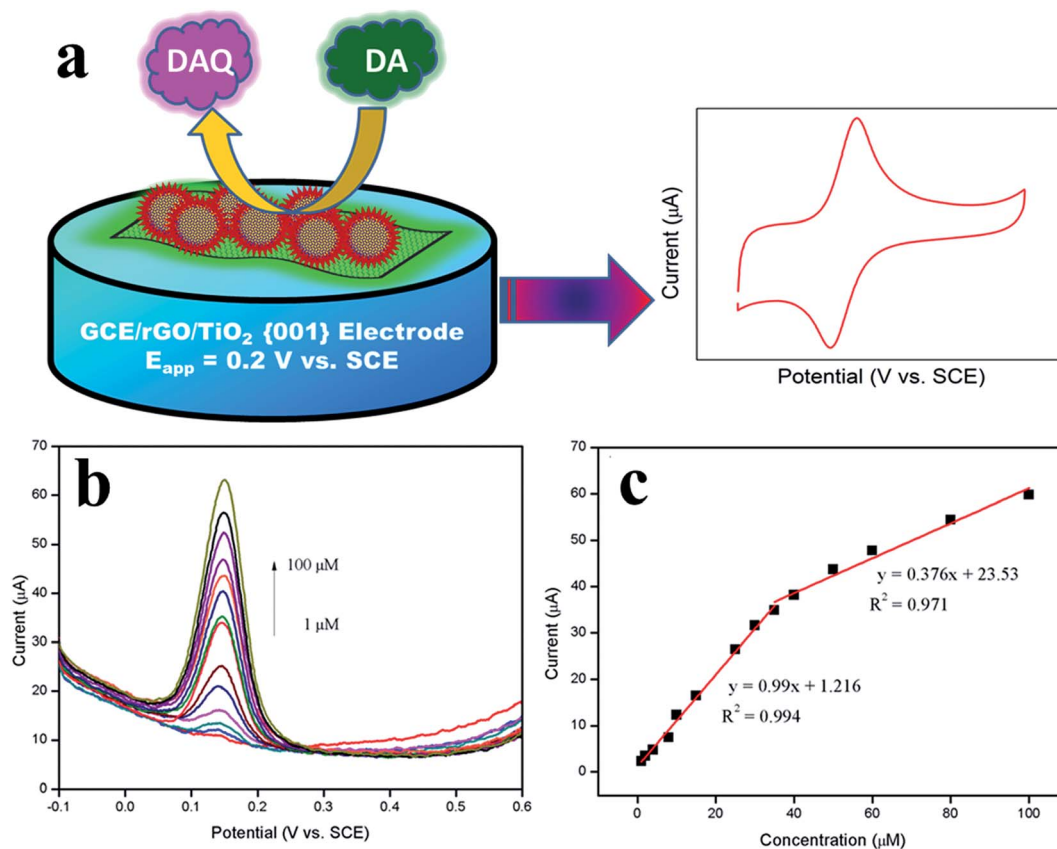 a
DAQ
DA
GCE/rGO/TiO₂ {001} Electrode
E_app = 0.2 V vs. SCE
Current (µA)
Potential (V vs. SCE)
b
70
60
50
40
30
20
10
0
Current (µA)
100 µM
1 µM
-0.1 0.0 0.1 0.2 0.3 0.4 0.5 0.6
Potential (V vs. SCE)
c
70
60
50
40
30
20
10
0
Current (µA)
y = 0.376x + 23.53
R² = 0.971
y = 0.99x + 1.216
R² = 0.994
0 20 40 60 80 100
Concentration (µM)